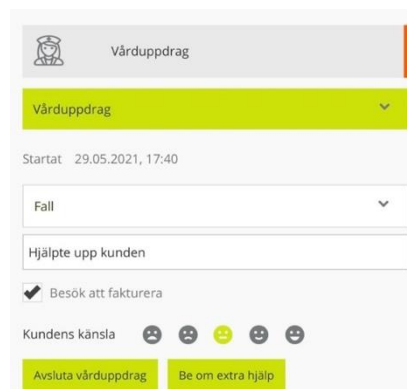 Vårduppdrag
Vårduppdrag
Startat 29.05.2021, 17:40
Fall
Hjälpte upp kunden
Besök att fakturera
Kundens känsla
Avsluta vårduppdrag Be om extra hjälp